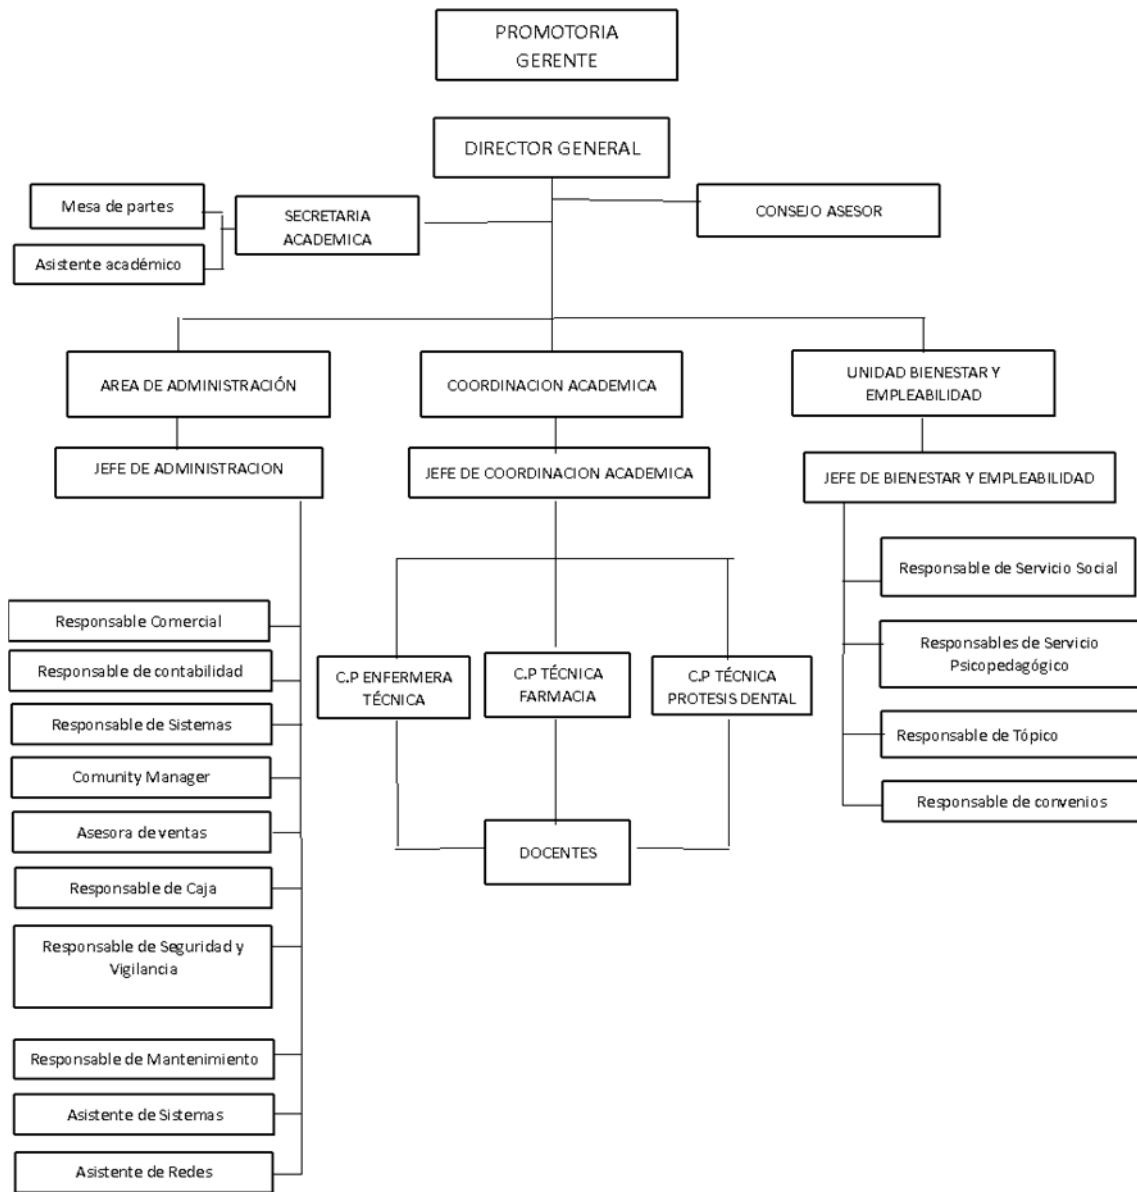 PROMOTORIA
GERENTE
DIRECTOR GENERAL
Mesa de partes
SECRETARIA
ACADEMICA
CONSEJO ASESOR
Asistente académico
AREA DE ADMINISTRACIÓN
COORDINACION ACADEMICA
UNIDAD BIENESTAR Y
EMPLEABILIDAD
JEFE DE ADMINISTRACION
JEFE DE COORDINACION ACADEMICA
JEFE DE BIENESTAR Y EMPLEABILIDAD
Responsable Comercial
Responsable de contabilidad
Responsable de Sistemas
Comunity Manager
Asesora de ventas
Responsable de Caja
Responsable de Seguridad y
Vigilancia
Responsable de Mantenimiento
Asistente de Sistemas
Asistente de Redes
C.P ENFERMERA
TÉCNICA
C.P TÉCNICA
FARMACIA
C.P TÉCNICA
PROTESIS DENTAL
DOCENTES
Responsable de Servicio Social
Responsables de Servicio
Psicopedagógico
Responsable de Tópico
Responsable de convenios